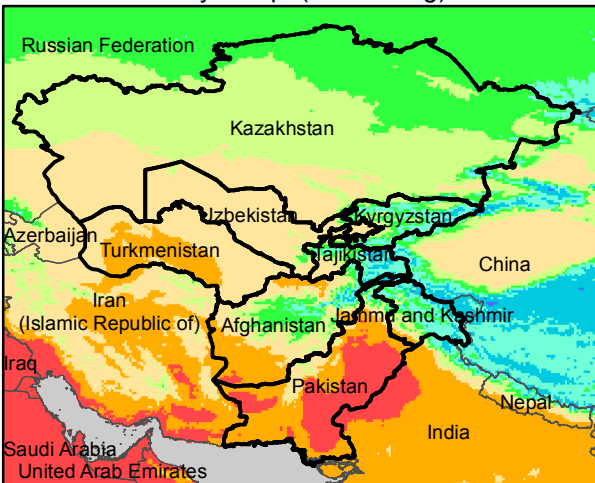 Russian Federation
Kazakhstan
Uzbekistan
Kyrgyzstan
Azerbaijan
Turkmenistan
Tajikistan
China
Iran
(Islamic Republic of)
Afghanistan
Jammu and Kashmir
Iraq
Pakistan
Nepal
India
Saudi Arabia
United Arab Emirates